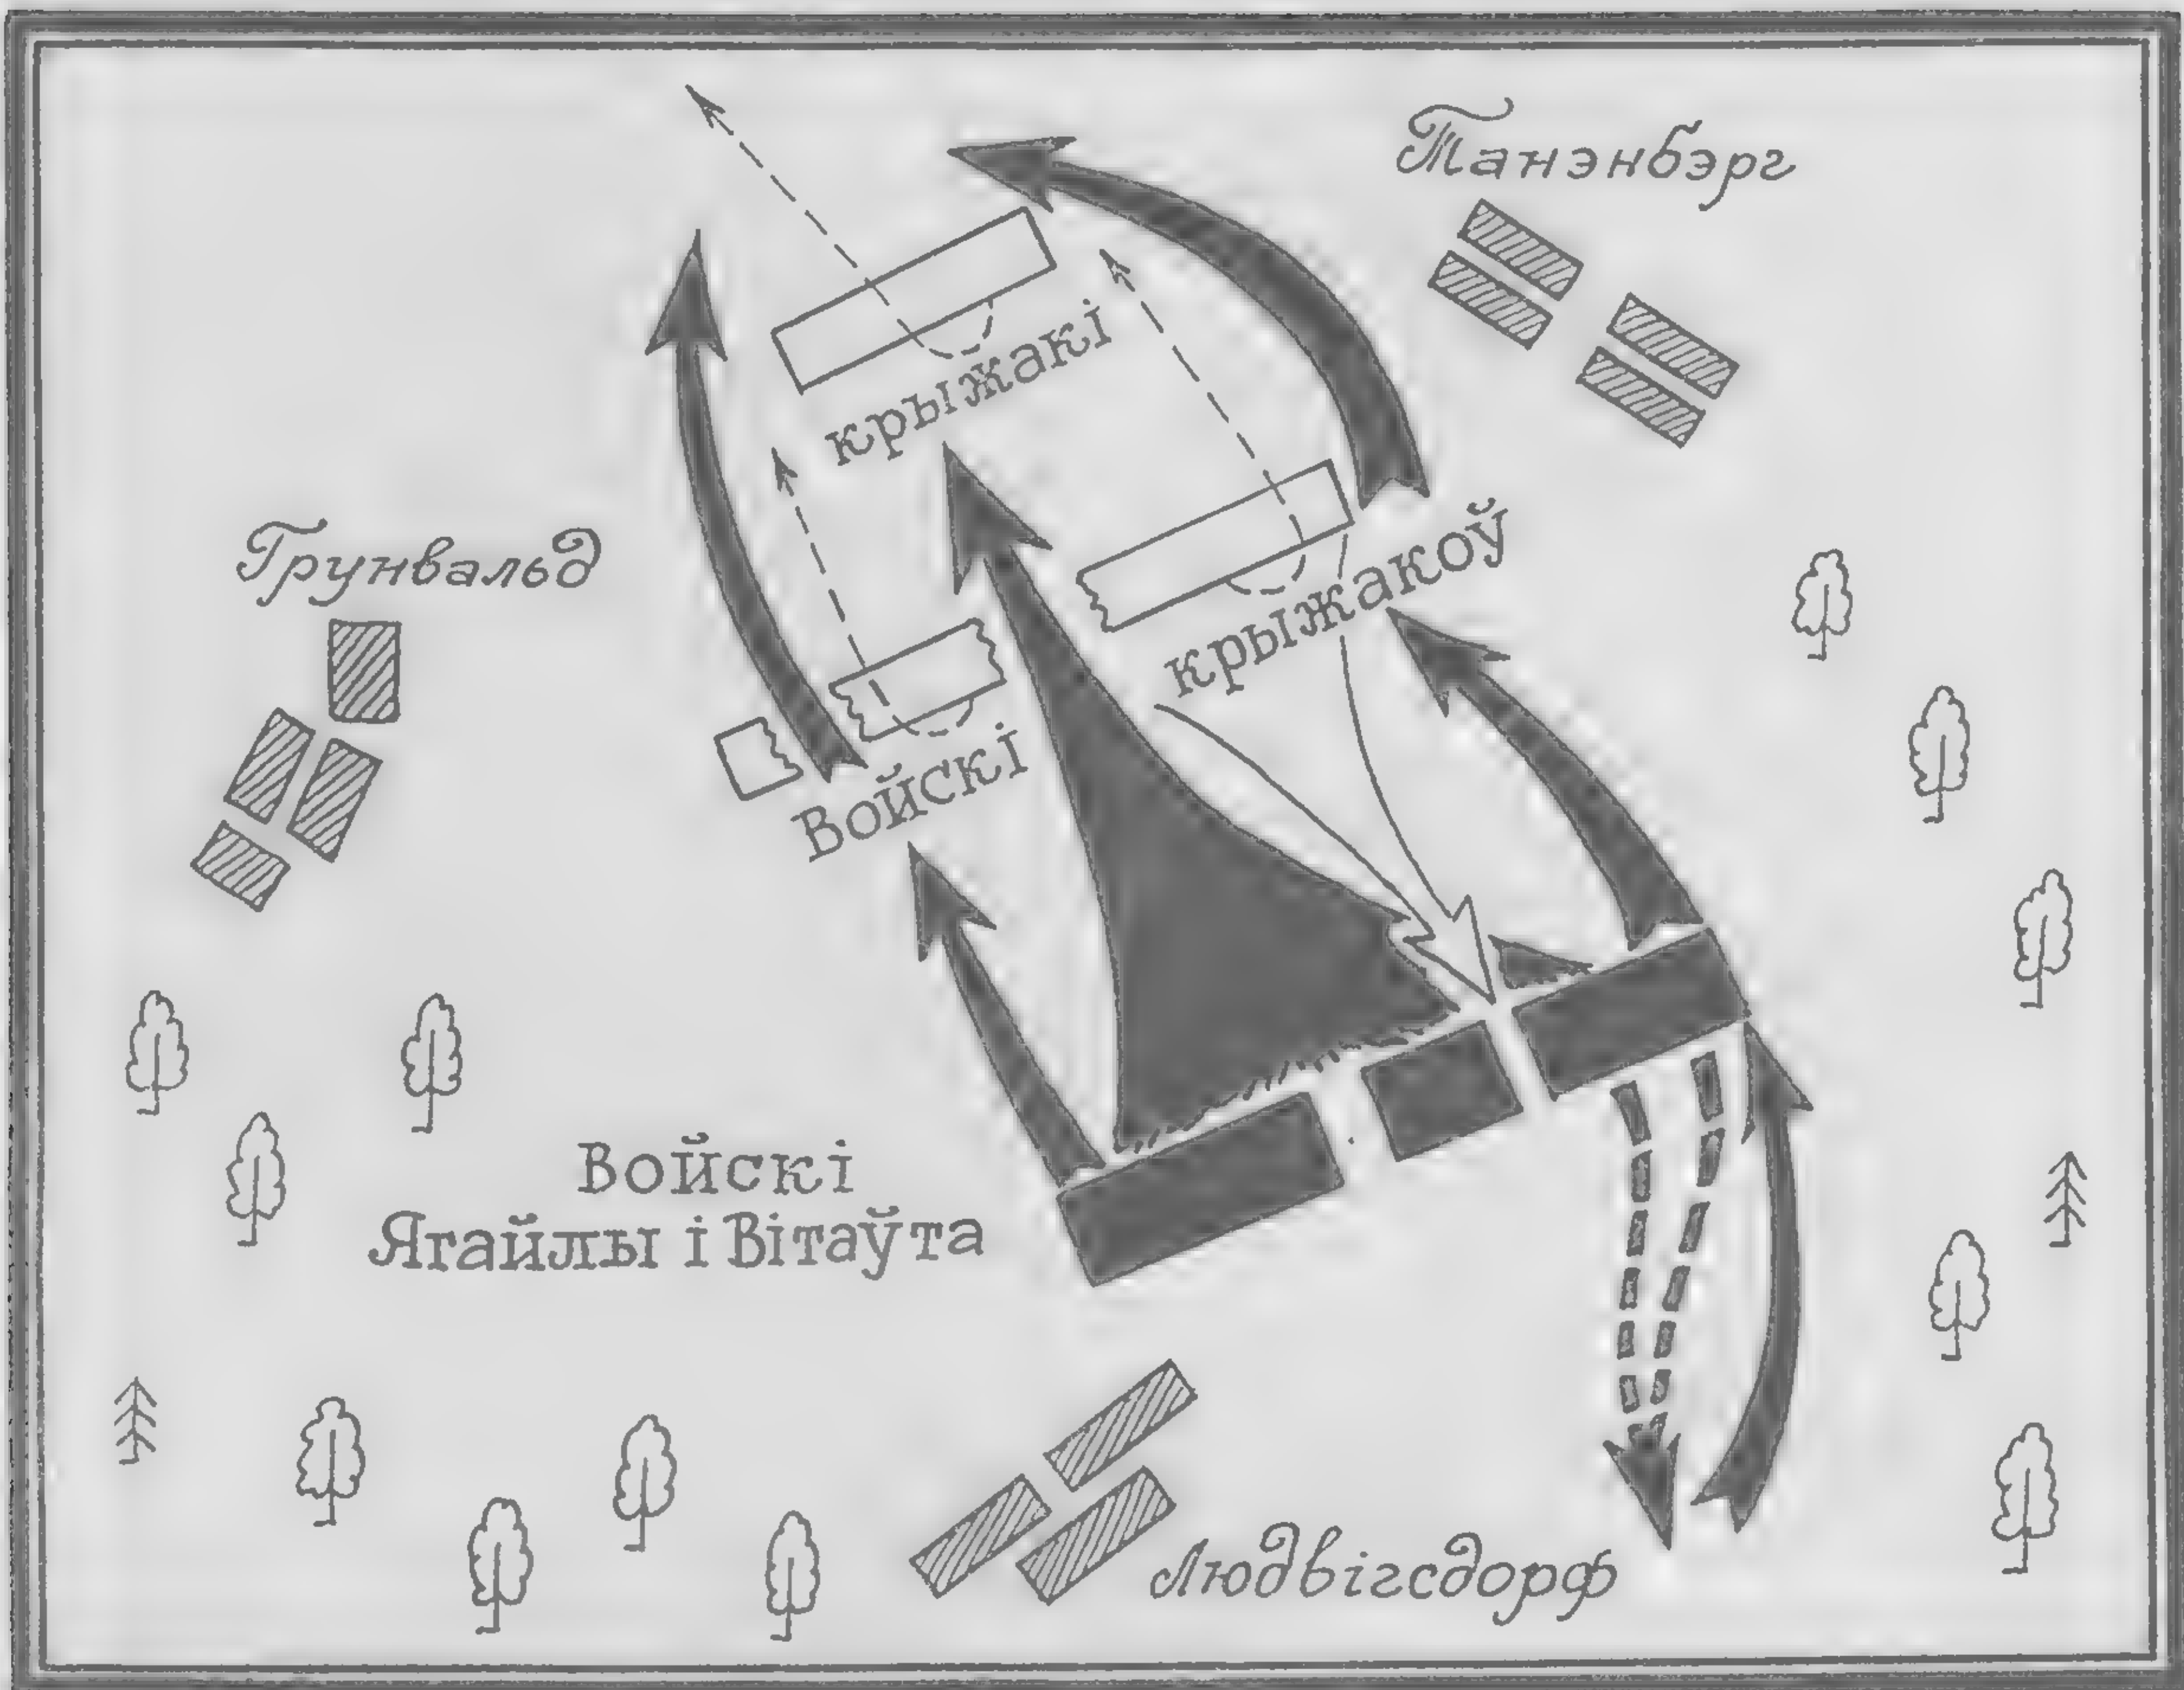 Танэнбэрг
крыжакі
Грунвальд
Войскі крыжакоў
Войскі
Ягайлы і Вітаўта
Людвігсдорф